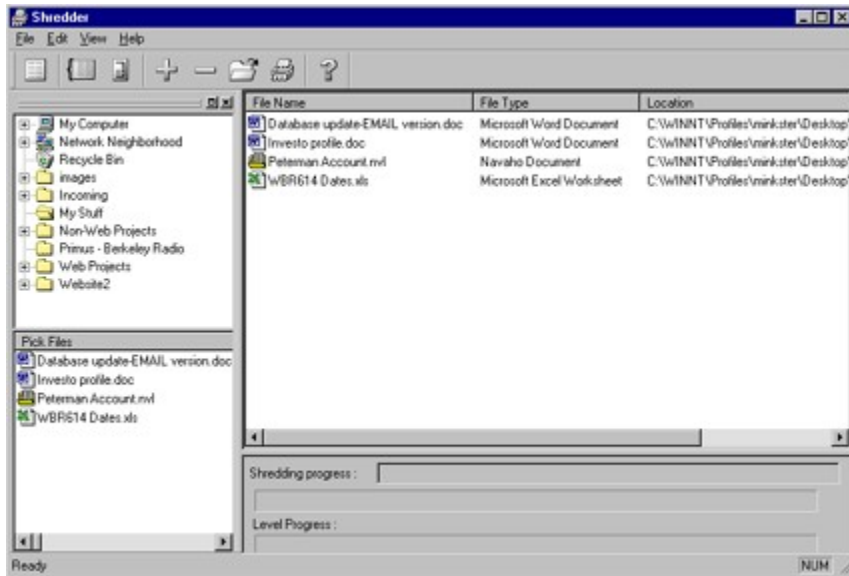 Shredder
File Edit View Help
My Computer
Network Neighborhood
Recycle Bin
images
Incoming
My Stuff
Non-Web Projects
Primus - Berkeley Radio
Web Projects
Website2
Pick Files
Database update-EMAIL version.doc
Investo profile.doc
Peterman Account.nvl
WBR614 Dates.xls
File Name File Type Location
Database update-EMAIL version.doc Microsoft Word Document C:\WINNT\Profiles\minkster\Desktop\
Investo profile.doc Microsoft Word Document C:\WINNT\Profiles\minkster\Desktop\
Peterman Account.nvl Navaho Document C:\WINNT\Profiles\minkster\Desktop\
WBR614 Dates.xls Microsoft Excel Worksheet C:\WINNT\Profiles\minkster\Desktop\
Shredding progress :
Level Progress :
Ready NUM